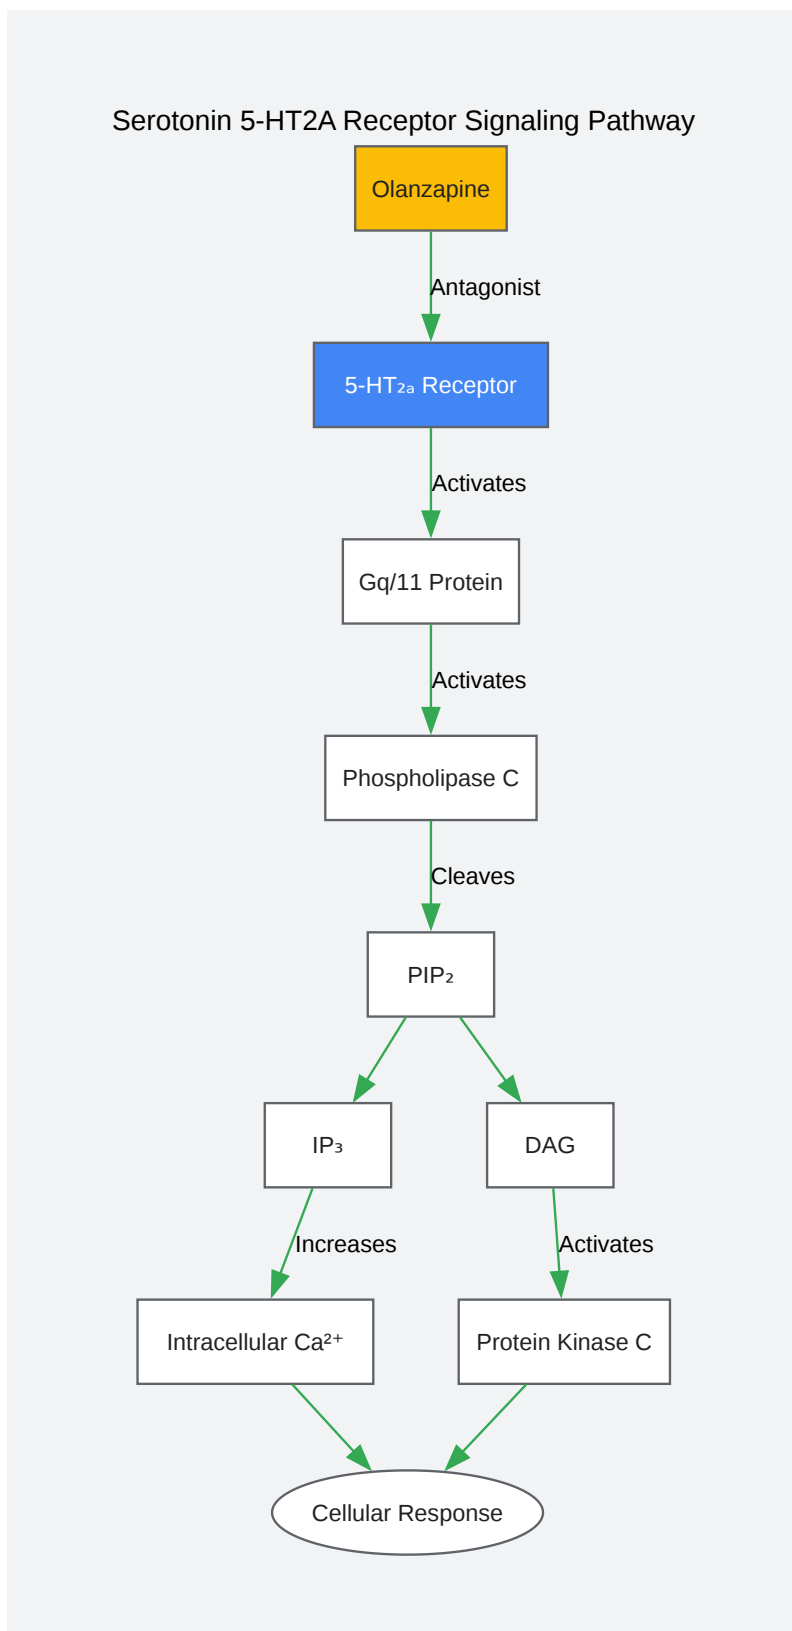 Serotonin 5-HT2A Receptor Signaling Pathway
Olanzapine
Antagonist
5-HT₂ₐ Receptor
Activates
Gq/11 Protein
Activates
Phospholipase C
Cleaves
PIP₂
IP₃
DAG
Increases
Activates
Intracellular Ca²⁺
Protein Kinase C
Cellular Response